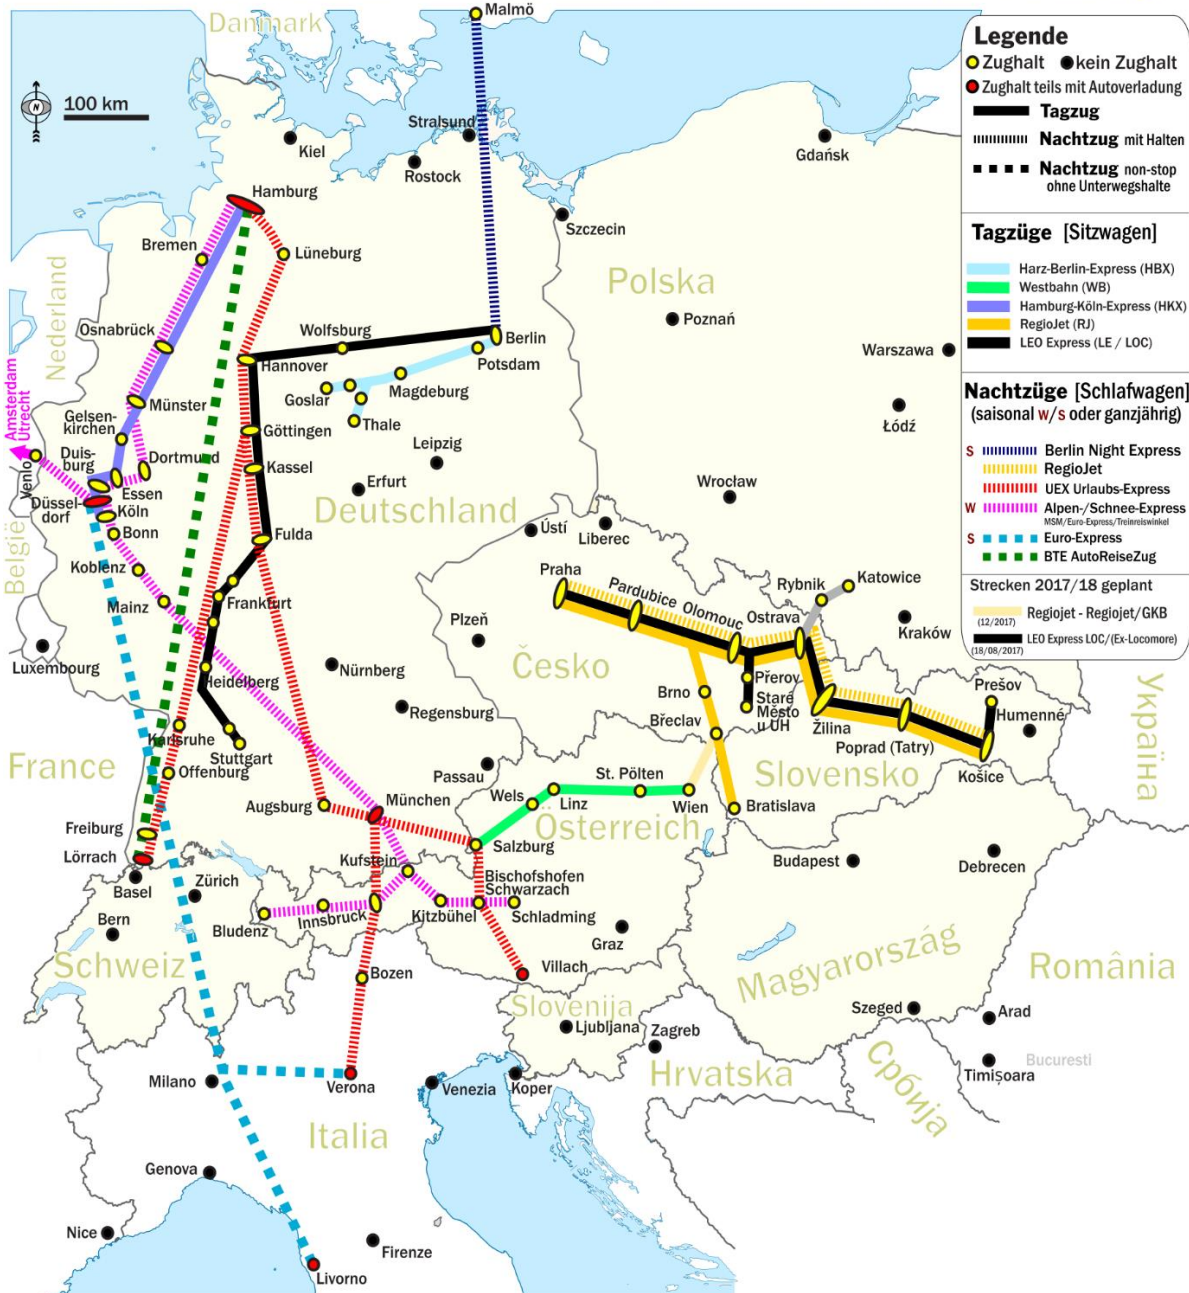 Danmark
Malmö
100 km
N
Kiel
Stralsund
Rostock
Gdańsk
Hamburg
Szczecin
Bremen
Lüneburg
Nederland
Polska
Osnabrück
Wolfsburg
Berlin
Poznań
Hannover
Potsdam
Warszawa
Magdeburg
Goslar
Amsterdam
Utrecht
Münster
Gelsen-
kirchen
Thale
Łódź
Göttingen
Duis-
burg
Dortmund
Leipzig
Venlo
Kassel
Essen
Erfurt
Wrocław
Düssel-
dorf
Köln
Deutschland
Bonn
Fulda
Ústí
Liberec
België
Koblenz
Praha
Pardubice
Olomouc
Rybnik
Katowice
Mainz
Frankfurt
Ostrava
Kraków
Luxembourg
Plzeň
Nürnberg
Česko
Heidelberg
Přerov
Prešov
Brno
Staré
Město
u UH
Regensburg
Humenné
Україна
Karlsruhe
Břeclav
Žilina
Stuttgart
Poprad (Tatry)
France
Offenburg
Passau
St. Pölten
Slovensko
Košice
Augsburg
München
Wels
Linz
Wien
Bratislava
Freiburg
Österreich
Salzburg
Lörrach
Kufstein
Budapest
Debrecen
Basel
Zürich
Bischofshofen
Schwarzach
Bern
Bludenz
Innsbruck
Kitzbühel
Schladming
Graz
Schweiz
Bozen
Villach
Magyarország
România
Slovenija
Szeged
Arad
Ljubljana
Zagreb
Milano
Verona
Venezia
Koper
Hrvatska
Србија
Timişoara
Bucuresti
Italia
Genova
Nice
Firenze
Livorno
Legende
Zughalt kein Zughalt
Zughalt teils mit Autoverladung
Tagzug
Nachtzug mit Halten
Nachtzug non-stop
ohne Unterwegshalte
Tagzüge [Sitzwagen]
Harz-Berlin-Express (HBX)
Westbahn (WB)
Hamburg-Köln-Express (HKX)
RegioJet (RJ)
LEO Express (LE / LOC)
Nachtzüge [Schlafwagen]
(saisonal w/s oder ganzjährig)
S Berlin Night Express
RegioJet
UEX Urlaubs-Express
W Alpen-/Schnee-Express
MSM/Euro-Express/Treinreiswinkel
S Euro-Express
BTE AutoReiseZug
Strecken 2017/18 geplant
Regiojet - Regiojet/GKB
(12/2017)
LEO Express LOC/(Ex-Locomore)
(18/08/2017)